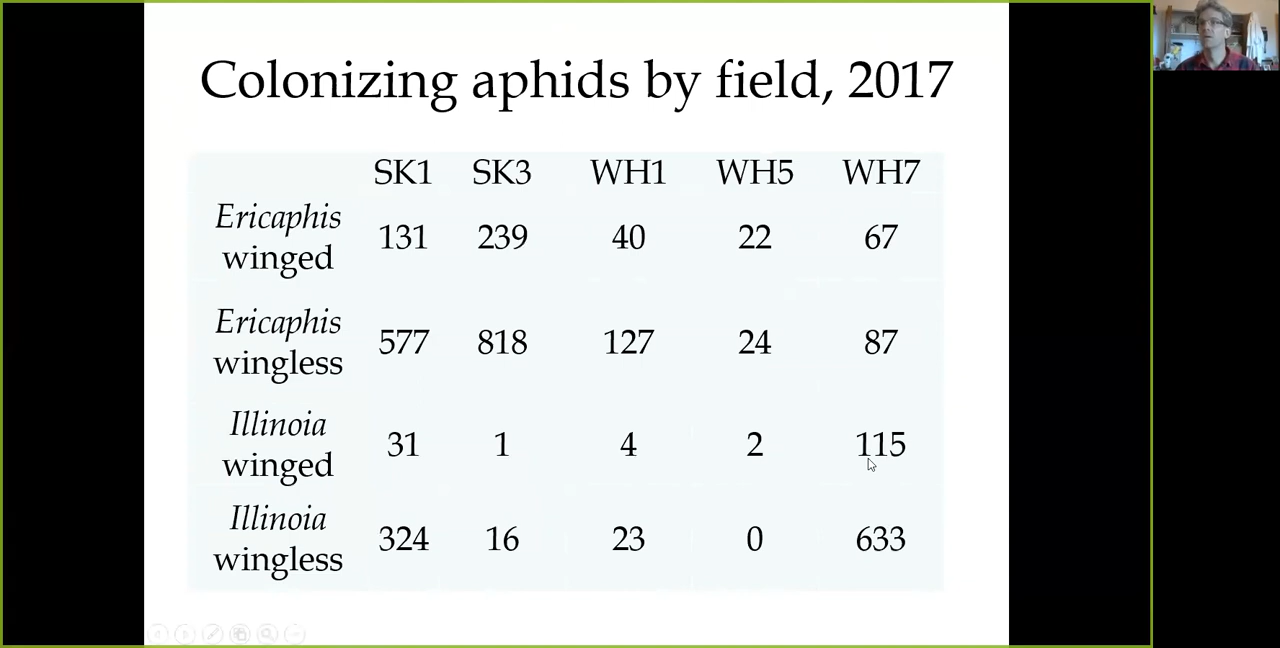 Colonizing aphids by field, 2017
SK1 SK3 WH1 WH5 WH7
Ericaphis
winged 131 239 40 22 67
Ericaphis
wingless 577 818 127 24 87
Illinoia
winged 31 1 4 2 115
Illinoia
wingless 324 16 23 0 633